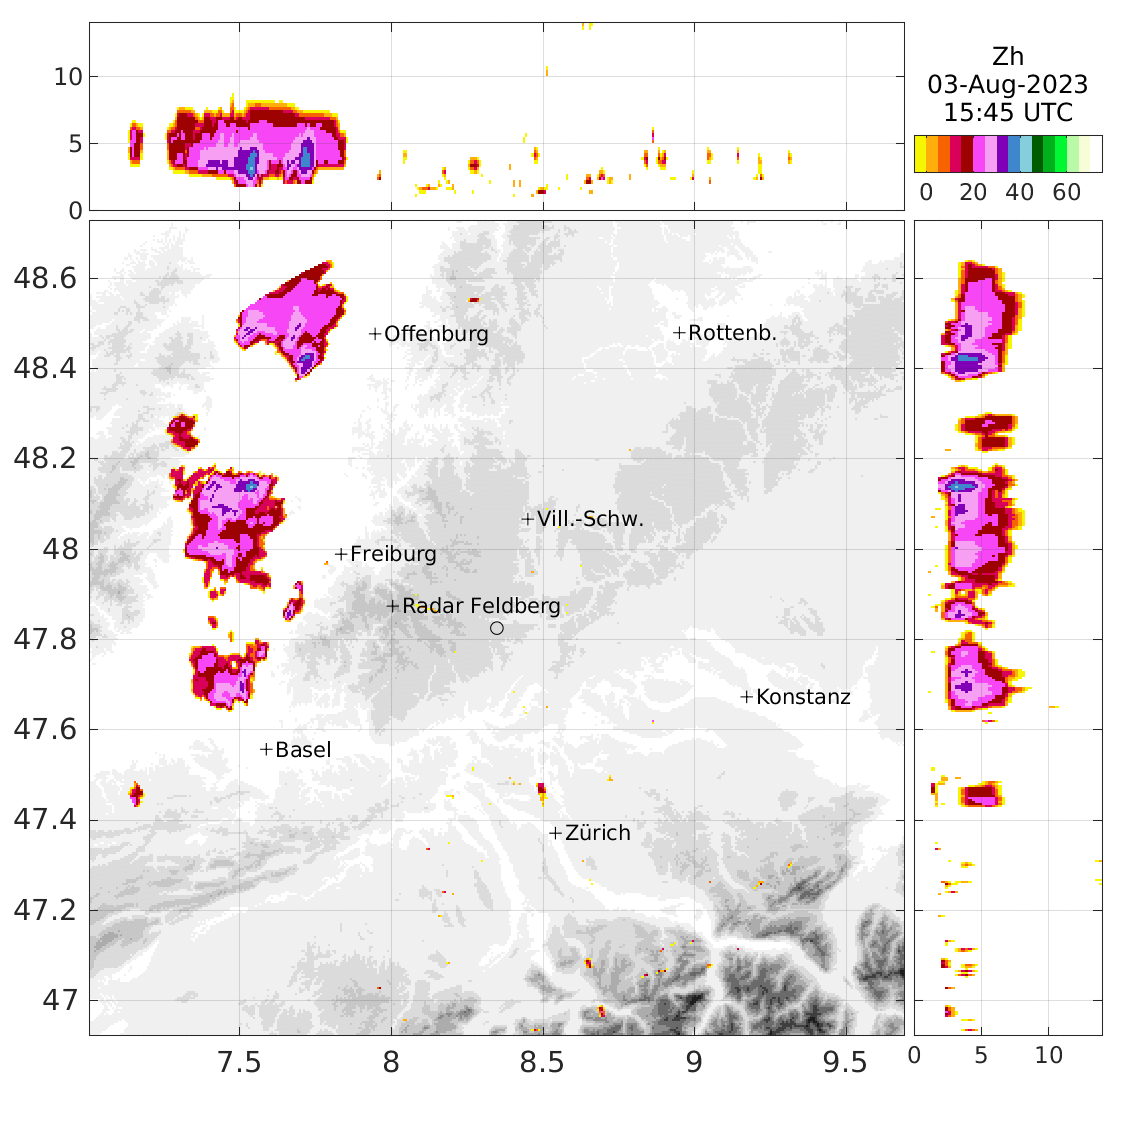 10
5
0
Zh
03-Aug-2023
15:45 UTC
0 20 40 60
48.6
48.4
48.2
48
47.8
47.6
47.4
47.2
47
+Offenburg
+Rottenb.
+Vill.-Schw.
+Freiburg
+Radar Feldberg
+Konstanz
+Basel
+Zürich
7.5 8 8.5 9 9.5
0 5 10